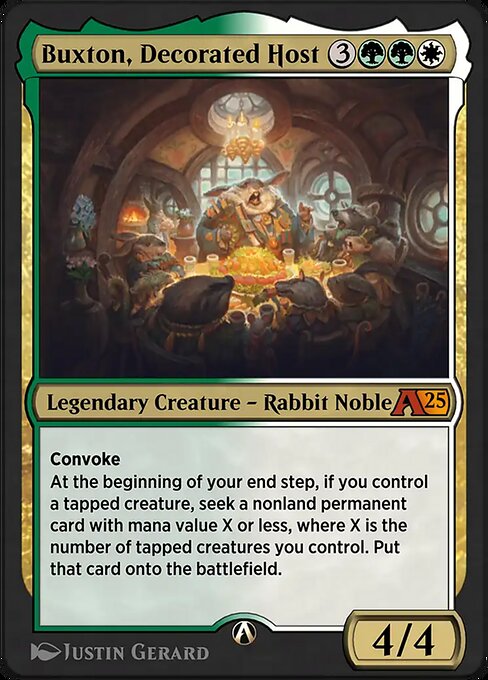 Buxton, Decorated Host 3
Legendary Creature – Rabbit Noble A25
Convoke
At the beginning of your end step, if you control
a tapped creature, seek a nonland permanent
card with mana value X or less, where X is the
number of tapped creatures you control. Put
that card onto the battlefield.
4/4
Justin Gerard